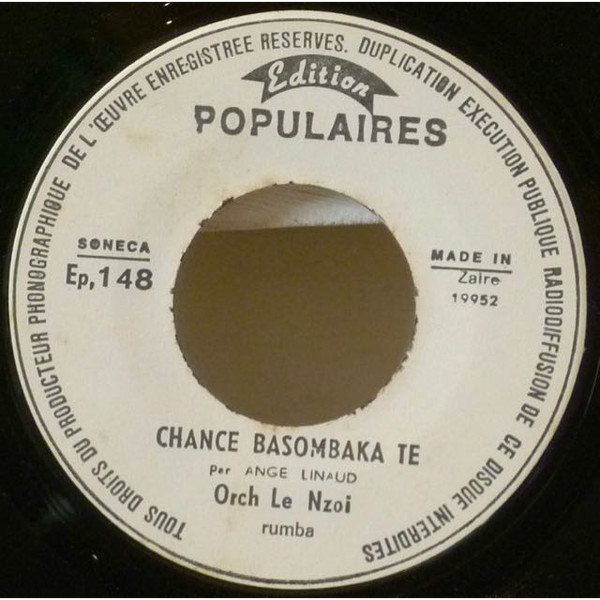 TOUS DROITS DU PRODUCTEUR PHONOGRAPHIQUE DE L'ŒUVRE ENREGISTREE RESERVES. DUPLICATION EXECUTION PUBLIQUE RADIODIFFUSION DE CE DISQUE INTERDITES
Edition
POPULAIRES
SONECA
Ep,148
MADE IN
Zaire
19952
CHANCE BASOMBAKA TE
Par ANGE LINAUD
Orch Le Nzoi
rumba